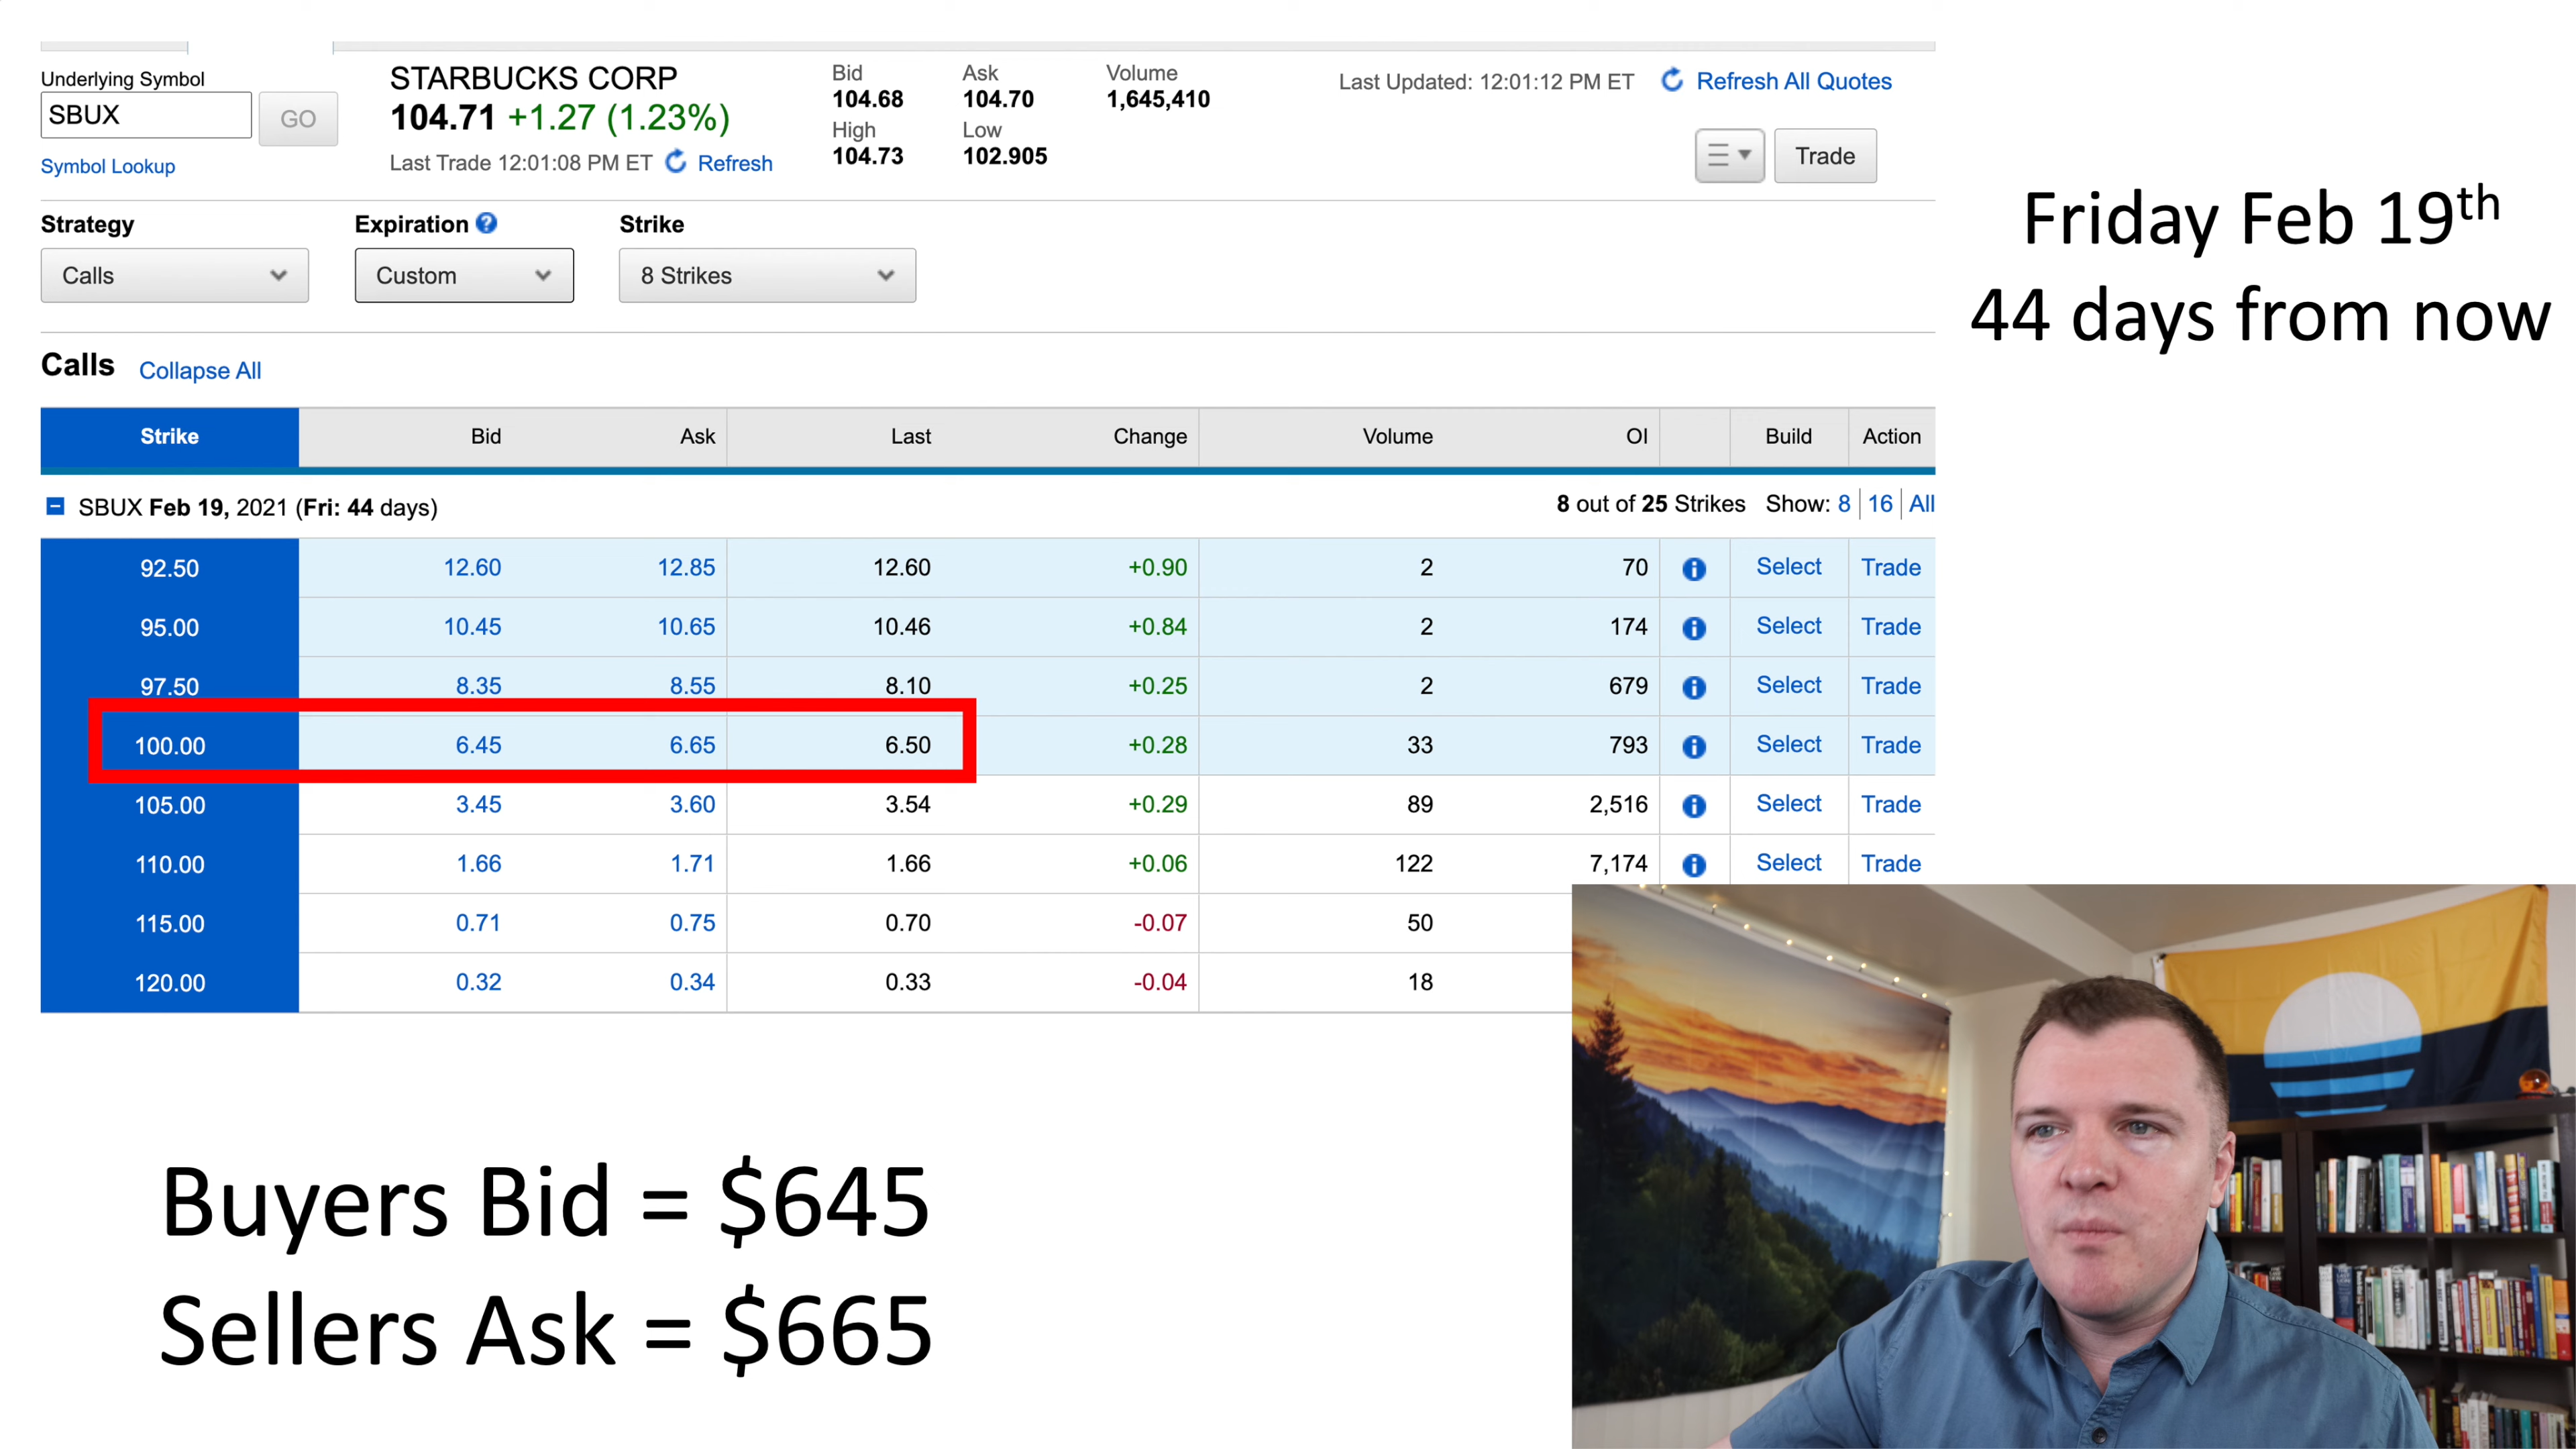 Underlying Symbol
SBUX GO
Symbol Lookup
STARBUCKS CORP
104.71 +1.27 (1.23%)
Last Trade 12:01:08 PM ET Refresh
Bid Ask Volume
104.68 104.70 1,645,410
High Low
104.73 102.905
Last Updated: 12:01:12 PM ET Refresh All Quotes
Trade
Friday Feb 19th
44 days from now
Strategy Expiration ? Strike
Calls Custom 8 Strikes
Calls Collapse All
Strike Bid Ask Last Change Volume OI Build Action
SBUX Feb 19, 2021 (Fri: 44 days) 8 out of 25 Strikes Show: 8 16 All
92.50 12.60 12.85 12.60 +0.90 2 70 i Select Trade
95.00 10.45 10.65 10.46 +0.84 2 174 i Select Trade
97.50 8.35 8.55 8.10 +0.25 2 679 i Select Trade
100.00 6.45 6.65 6.50 +0.28 33 793 i Select Trade
105.00 3.45 3.60 3.54 +0.29 89 2,516 i Select Trade
110.00 1.66 1.71 1.66 +0.06 122 7,174 i Select Trade
115.00 0.71 0.75 0.70 -0.07 50
120.00 0.32 0.34 0.33 -0.04 18
Buyers Bid = $645
Sellers Ask = $665